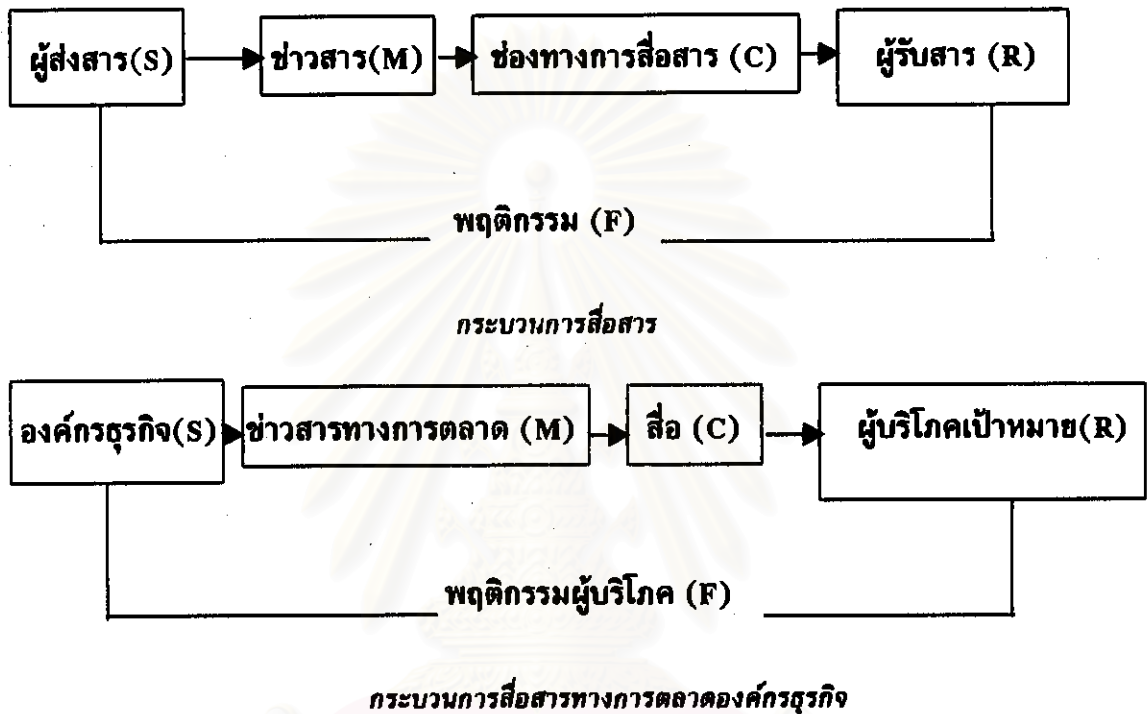 ผู้ส่งสาร(S) ข่าวสาร(M) ช่องทางการสื่อสาร (C) ผู้รับสาร (R)
พฤติกรรม (F)
กระบวนการสื่อสาร
องค์กรธุรกิจ(S) ข่าวสารทางการตลาด (M) สื่อ (C) ผู้บริโภคเป้าหมาย(R)
พฤติกรรมผู้บริโภค (F)
กระบวนการสื่อสารทางการตลาดองค์กรธุรกิจ